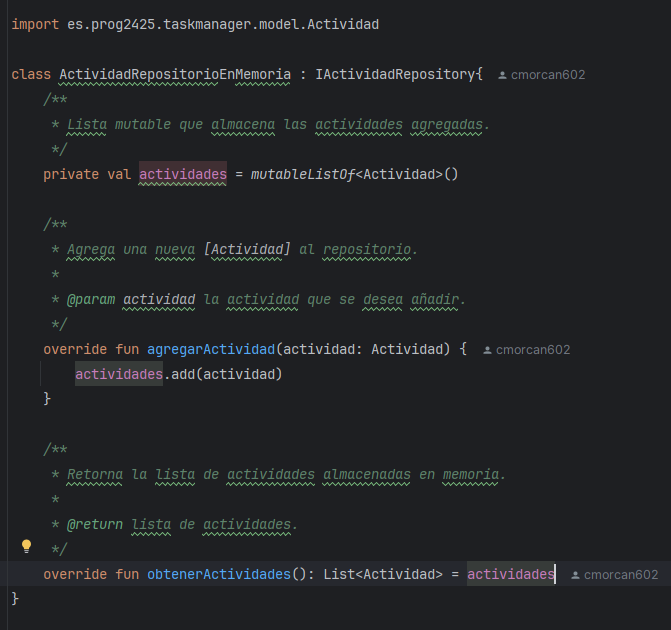 import es.prog2425.taskmanager.model.Actividad
class ActividadRepositorioEnMemoria : IActividadRepository{ cmorcan602
/**
* Lista mutable que almacena las actividades agregadas.
*/
private val actividades = mutableListOf<Actividad>()
/**
* Agrega una nueva [Actividad] al repositorio.
*
* @param actividad la actividad que se desea añadir.
*/
override fun agregarActividad(actividad: Actividad) { cmorcan602
actividades.add(actividad)
}
/**
* Retorna la lista de actividades almacenadas en memoria.
*
* @return lista de actividades.
*/
override fun obtenerActividades(): List<Actividad> = actividades cmorcan602
}